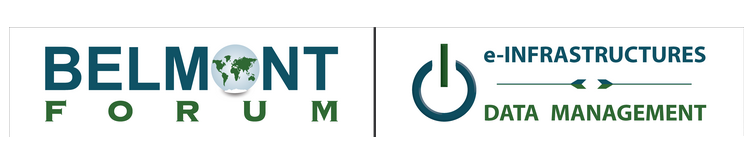 BELMONT
FORUM
e-INFRASTRUCTURES
DATA MANAGEMENT